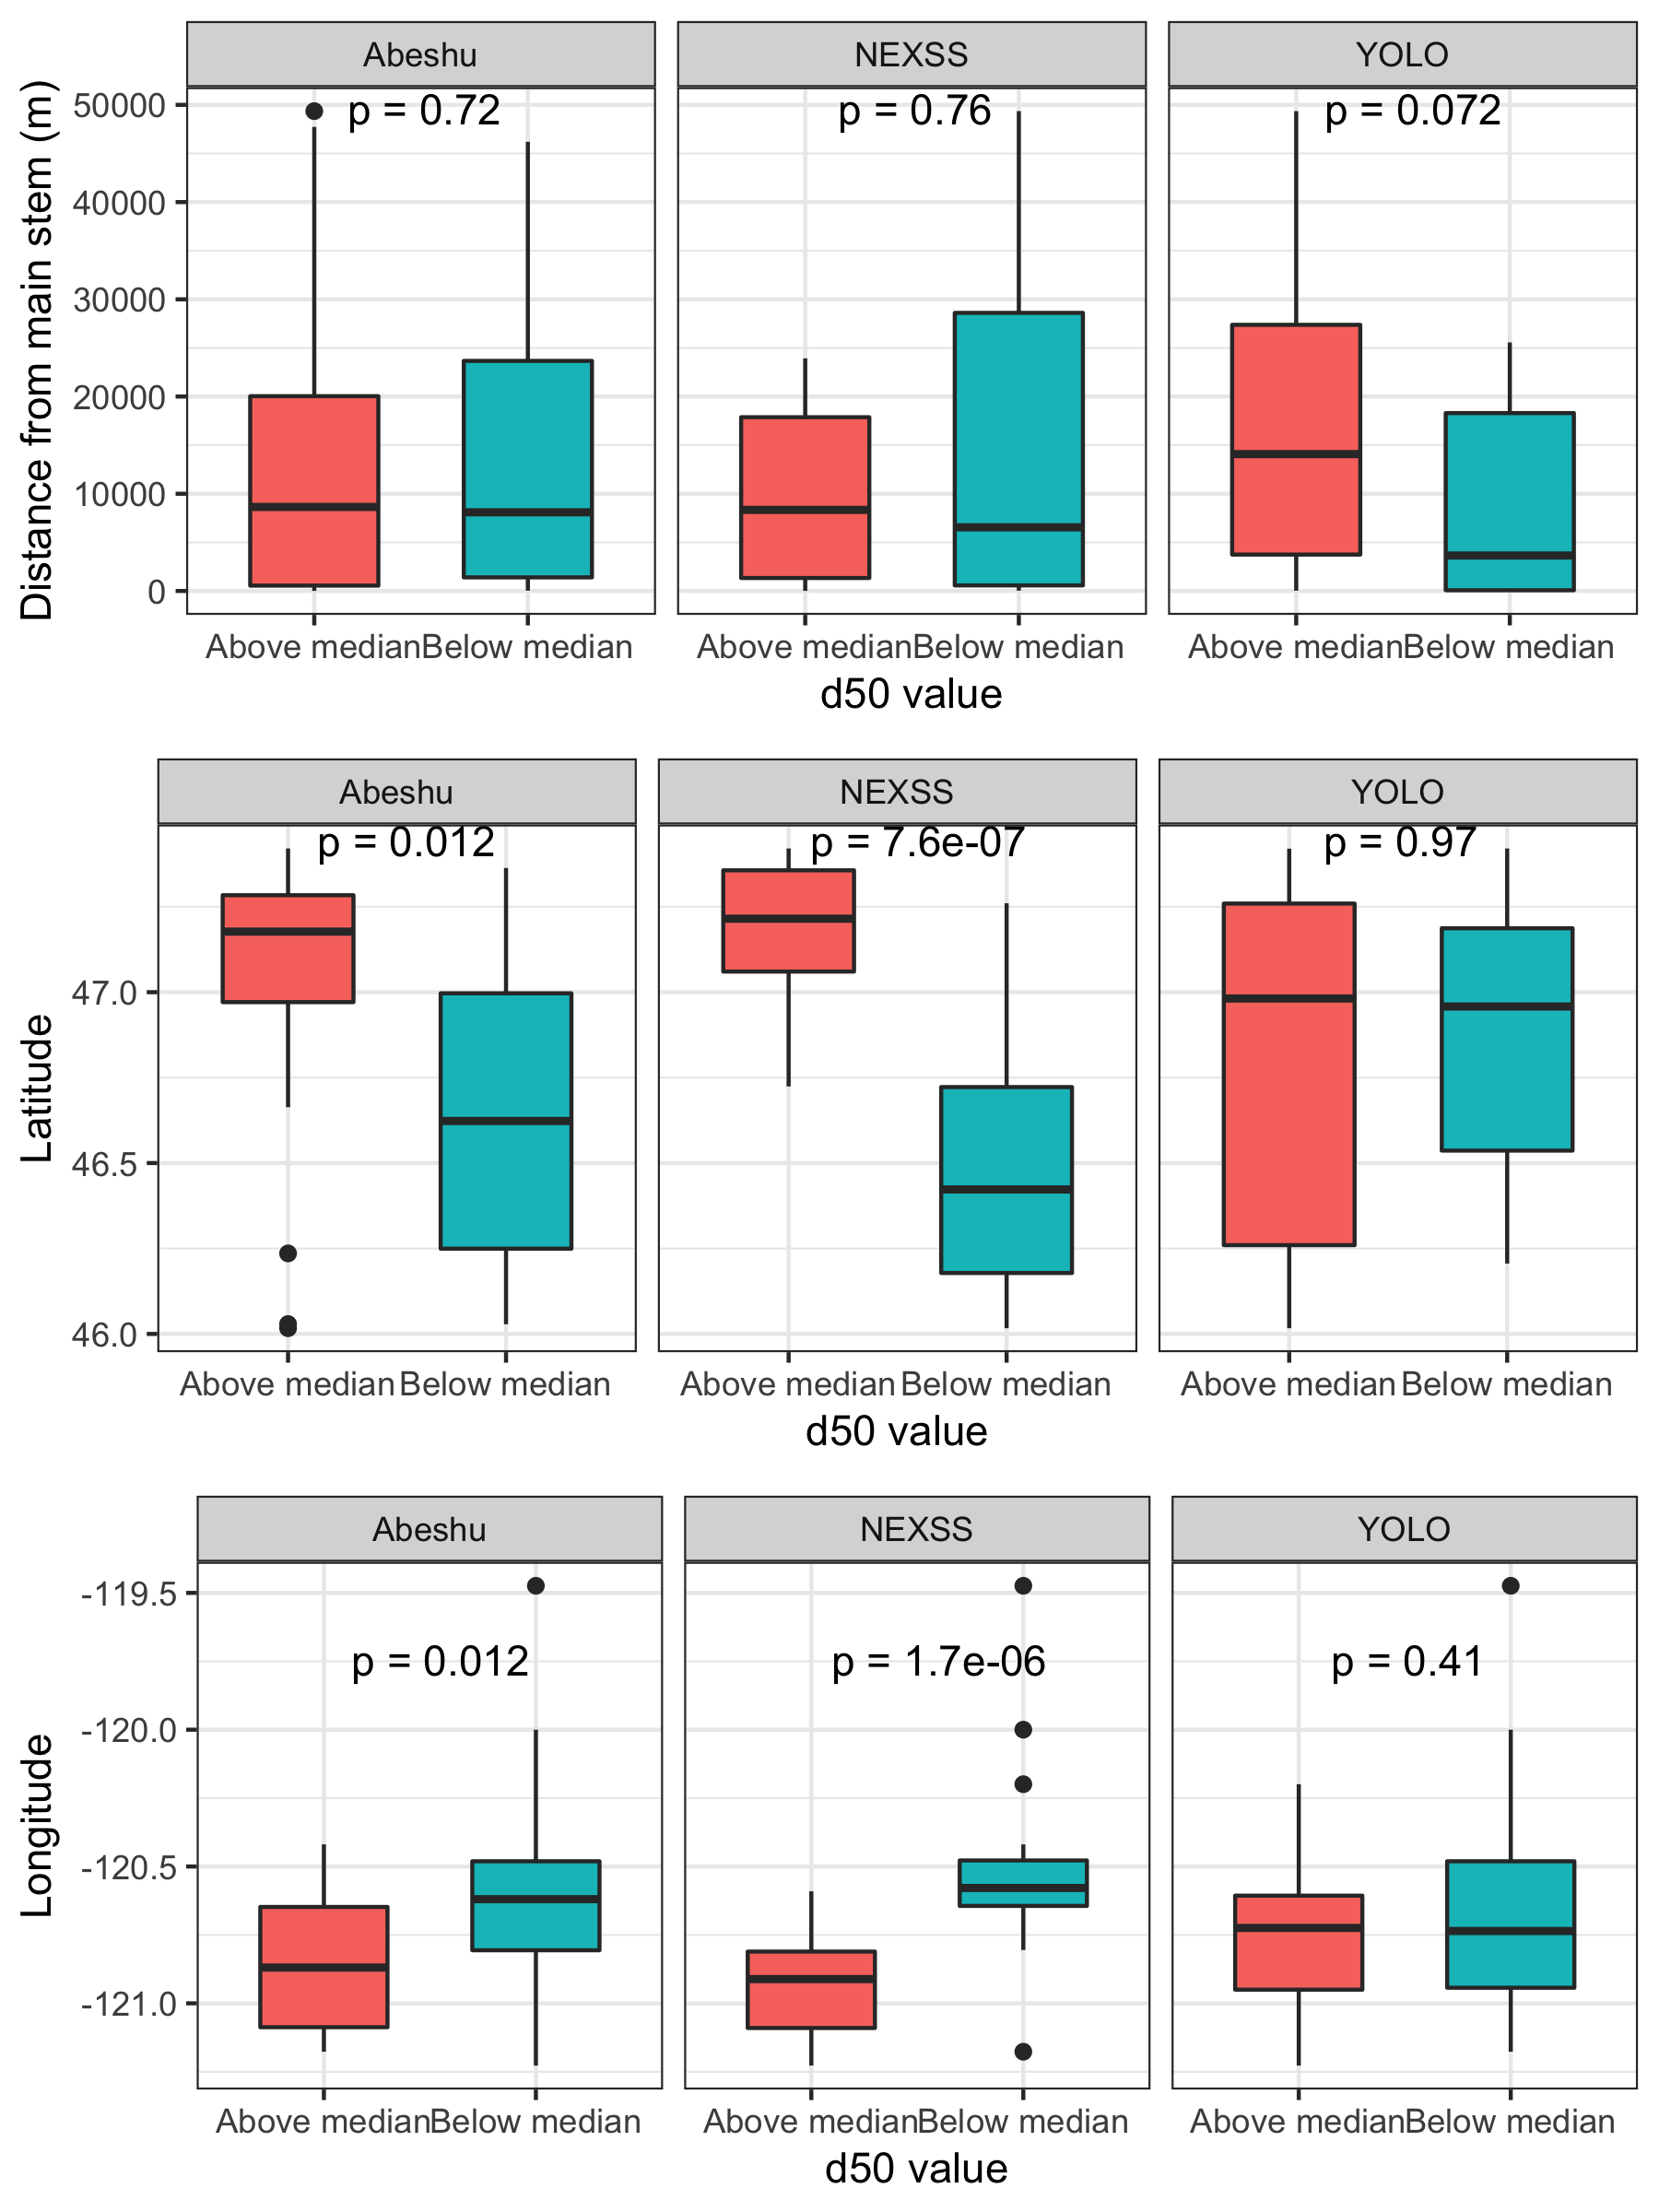 Abeshu NEXSS YOLO
p = 0.72 p = 0.76 p = 0.072
Distance from main stem (m)
50000
40000
30000
20000
10000
0
Above median Below median Above median Below median Above median Below median
d50 value
Abeshu NEXSS YOLO
p = 0.012 p = 7.6e-07 p = 0.97
Latitude
47.0
46.5
46.0
Above median Below median Above median Below median Above median Below median
d50 value
Abeshu NEXSS YOLO
p = 0.012 p = 1.7e-06 p = 0.41
Longitude
-119.5
-120.0
-120.5
-121.0
Above median Below median Above median Below median Above median Below median
d50 value